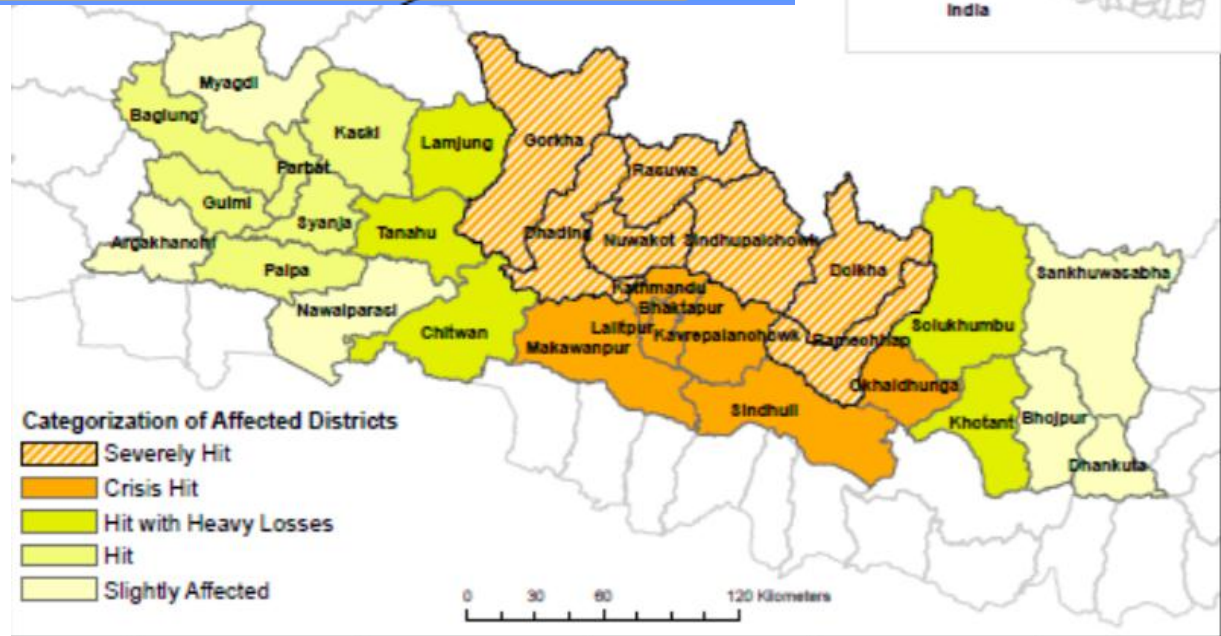 India
Myagdi
Baglung
Kaski
Parbat
Lamjung
Gorkha
Rasuwa
Gulmi
Syanja
Argakhanchi
Tanahu
Dhading
Nuwakot
Sindhupalchowk
Dolkha
Sankhuwasabha
Palpa
Nawalparasi
Kathmandu
Bhaktapur
Chitwan
Lalitpur
Kavrepalanchowk
Makawanpur
Ramechhap
Solukhumbu
Okhaldhunga
Sindhuli
Khotant
Bhojpur
Dhankuta
Categorization of Affected Districts
Severely Hit
Crisis Hit
Hit with Heavy Losses
Hit
Slightly Affected
0 30 60 120 Kilometers